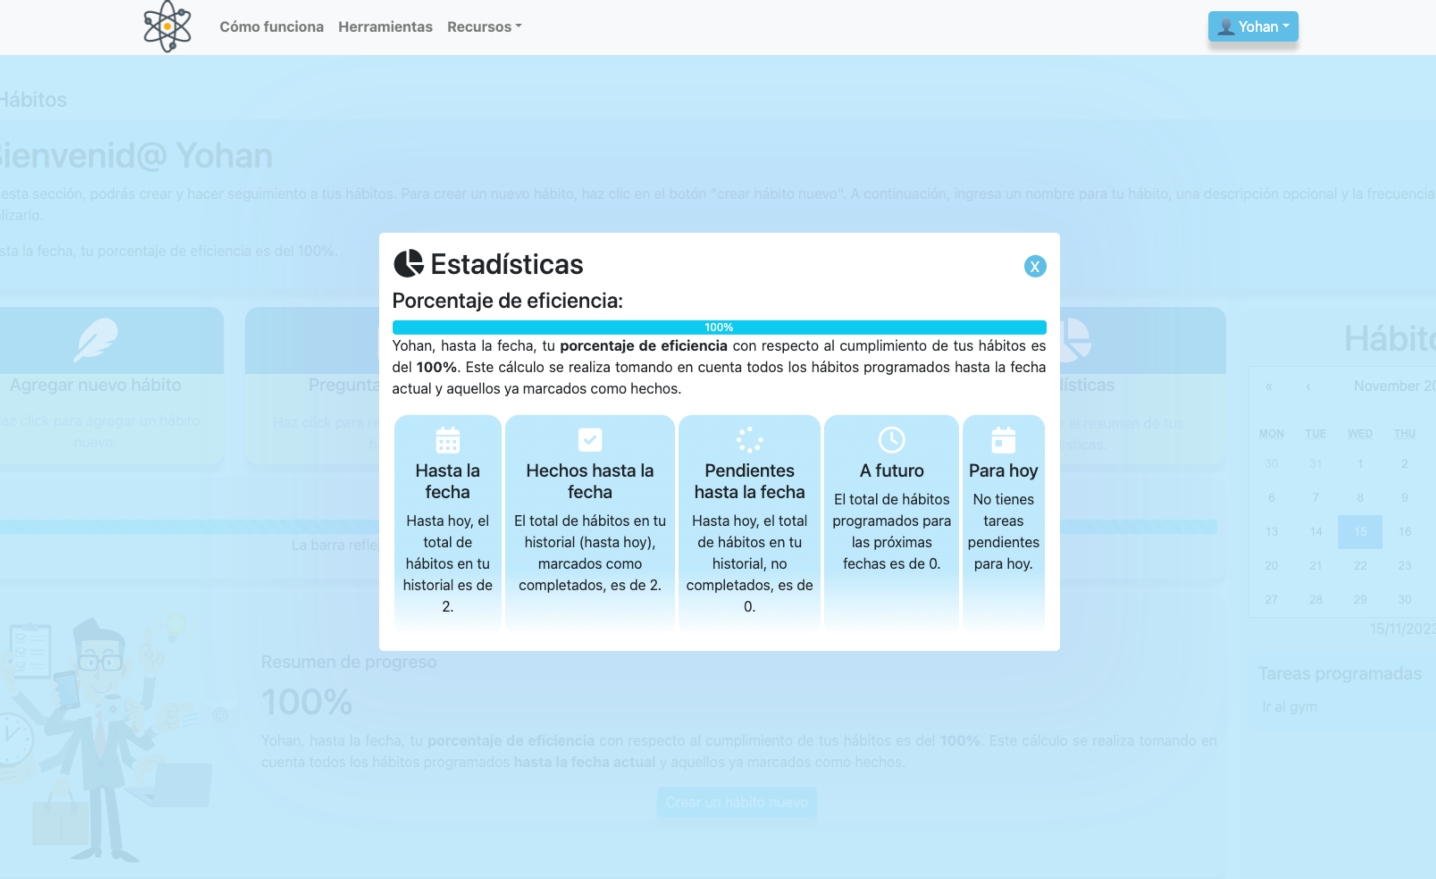 Cómo funciona Herramientas Recursos
Yohan
Hábitos
Bienvenid@ Yohan
esta sección, podrás crear y hacer seguimiento a tus hábitos. Para crear un nuevo hábito, haz clic en el botón "crear hábito nuevo". A continuación, ingresa un nombre para tu hábito, una descripción opcional y la frecuencia
lizarlo.
sta la fecha, tu porcentaje de eficiencia es del 100%.
Estadísticas
X
Porcentaje de eficiencia:
100%
Yohan, hasta la fecha, tu porcentaje de eficiencia con respecto al cumplimiento de tus hábitos es
del 100%. Este cálculo se realiza tomando en cuenta todos los hábitos programados hasta la fecha
actual y aquellos ya marcados como hechos.
Hasta la
fecha
Hasta hoy, el
total de
hábitos en tu
historial es de
2.
Hechos hasta la
fecha
El total de hábitos en tu
historial (hasta hoy),
marcados como
completados, es de 2.
Pendientes
hasta la fecha
Hasta hoy, el total
de hábitos en tu
historial, no
completados, es de
0.
A futuro
El total de hábitos
programados para
las próximas
fechas es de 0.
Para hoy
No tienes
tareas
pendientes
para hoy.
Agregar nuevo hábito
az click para agregar un hábito
nuevo.
Pregunta
Haz click para re
dísticas
el resumen de tus
sticas.
La barra reflej
Resumen de progreso
100%
Yohan, hasta la fecha, tu porcentaje de eficiencia con respecto al cumplimiento de tus hábitos es del 100%. Este cálculo se realiza tomando en
cuenta todos los hábitos programados hasta la fecha actual y aquellos ya marcados como hechos.
Crear un hábito nuevo
Hábito
« ‹ November 20
MON TUE WED THU
30 31 1 2
6 7 8 9
13 14 15 16
20 21 22 23
27 28 29 30
15/11/2023
Tareas programadas
Ir al gym